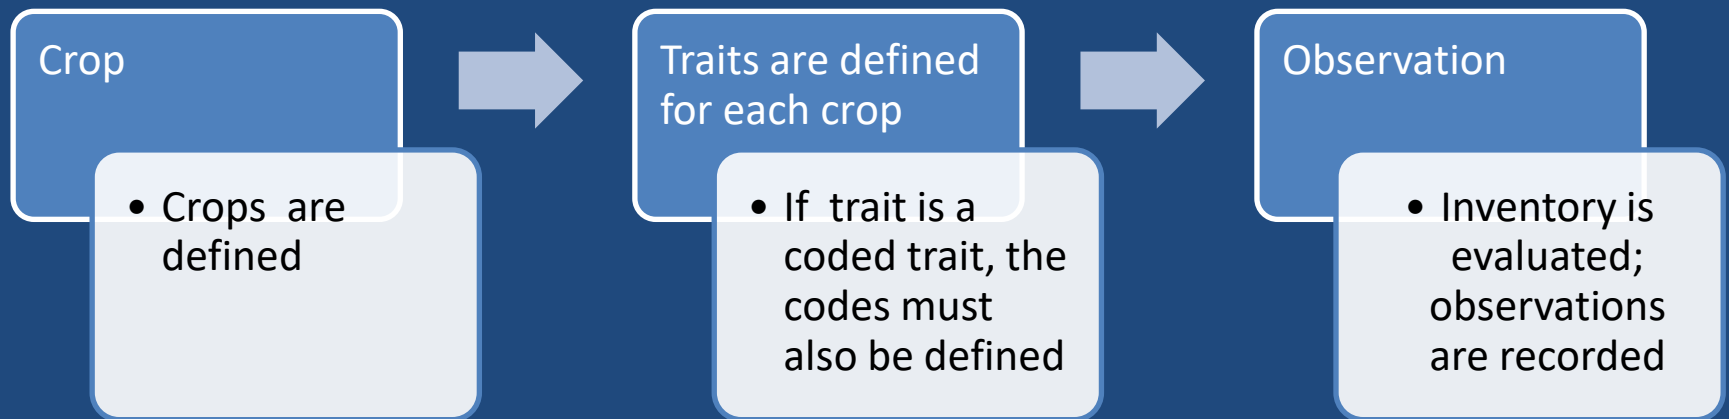 Crop
• Crops  are
defined
Traits are defined
for each crop
• If  trait is a
coded trait, the
codes must
also be defined
Observation
• Inventory is
evaluated;
observations
are recorded